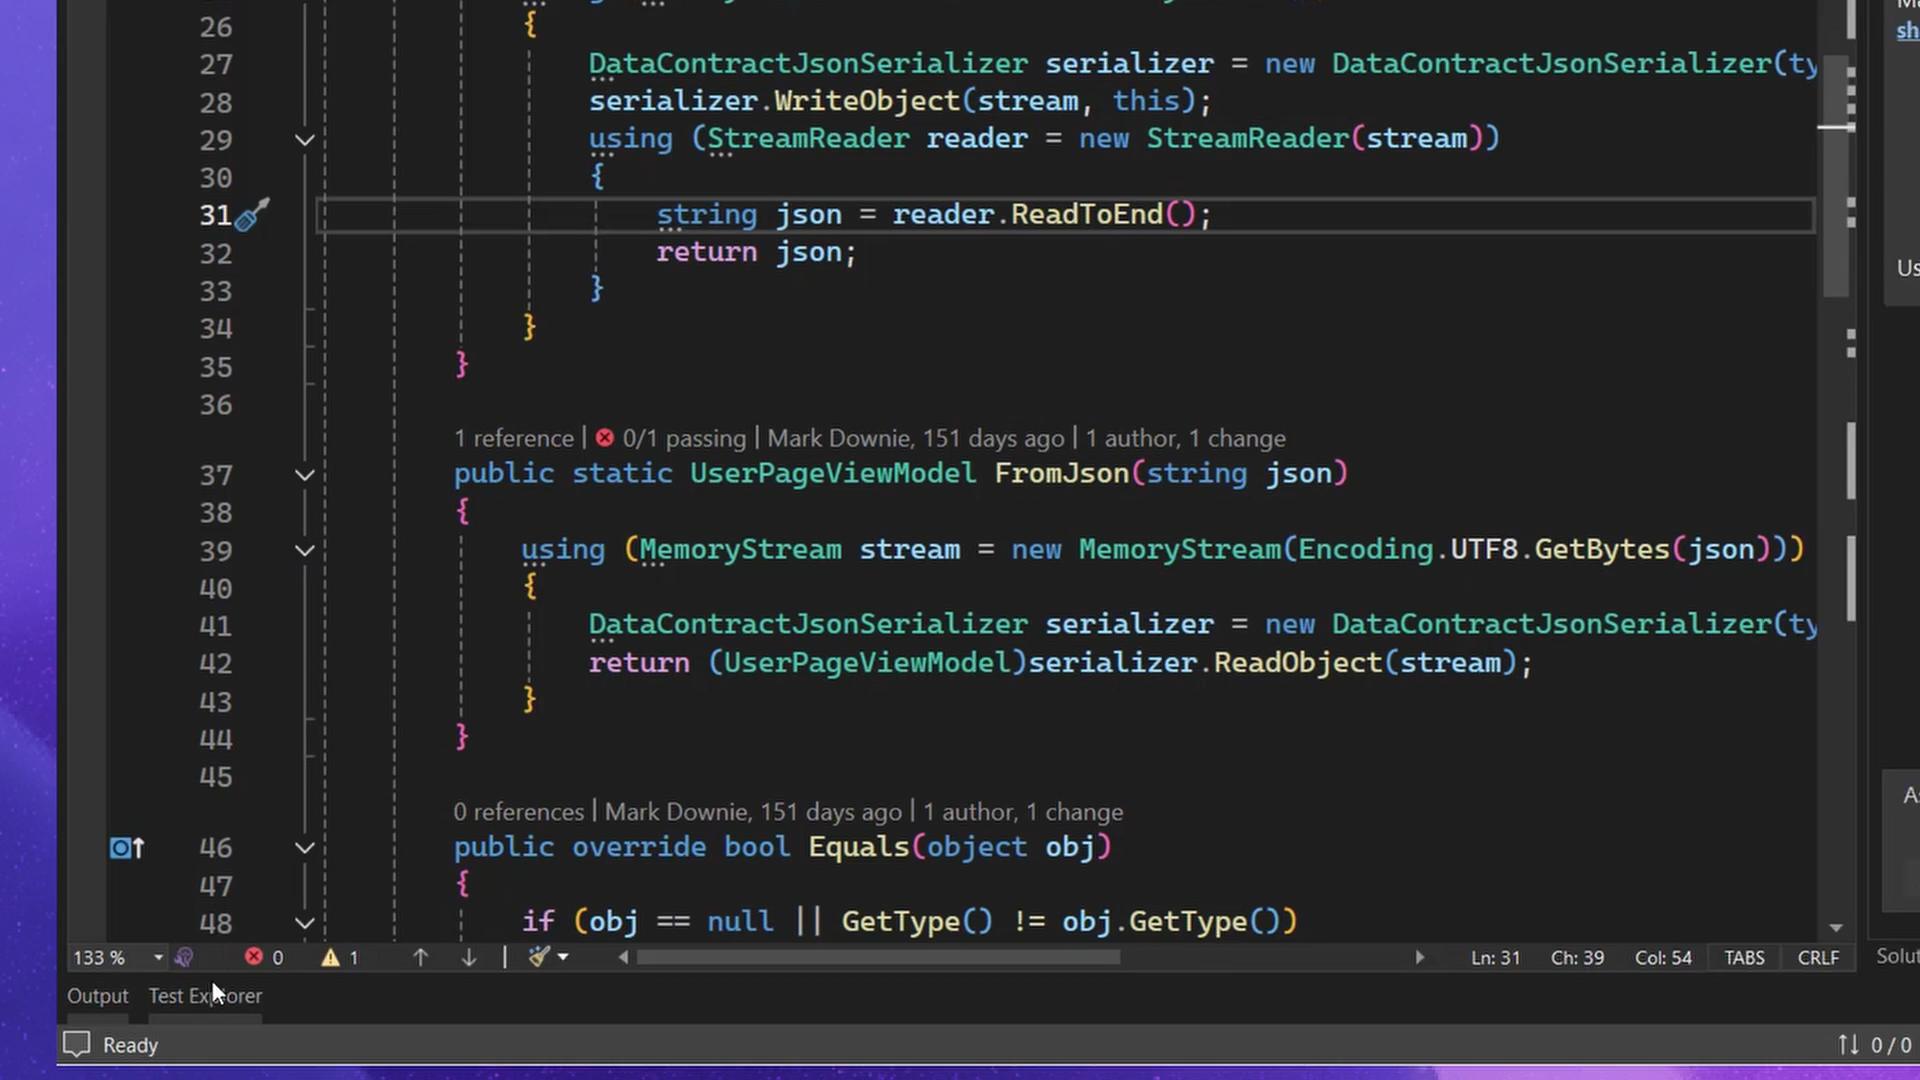 26 {
27 DataContractJsonSerializer serializer = new DataContractJsonSerializer(ty
28 serializer.WriteObject(stream, this);
29 using (StreamReader reader = new StreamReader(stream))
30 {
31 string json = reader.ReadToEnd();
32 return json;
33 }
34 }
35 }
36
1 reference | 0/1 passing | Mark Downie, 151 days ago | 1 author, 1 change
37 public static UserPageViewModel FromJson(string json)
38 {
39 using (MemoryStream stream = new MemoryStream(Encoding.UTF8.GetBytes(json)))
40 {
41 DataContractJsonSerializer serializer = new DataContractJsonSerializer(ty
42 return (UserPageViewModel)serializer.ReadObject(stream);
43 }
44 }
45
0 references | Mark Downie, 151 days ago | 1 author, 1 change
46 public override bool Equals(object obj)
47 {
48 if (obj == null || GetType() != obj.GetType())
sh
Us
As
133 % 0 1 Ln: 31 Ch: 39 Col: 54 TABS CRLF
Solut
Output Test Explorer
Ready 0 / 0